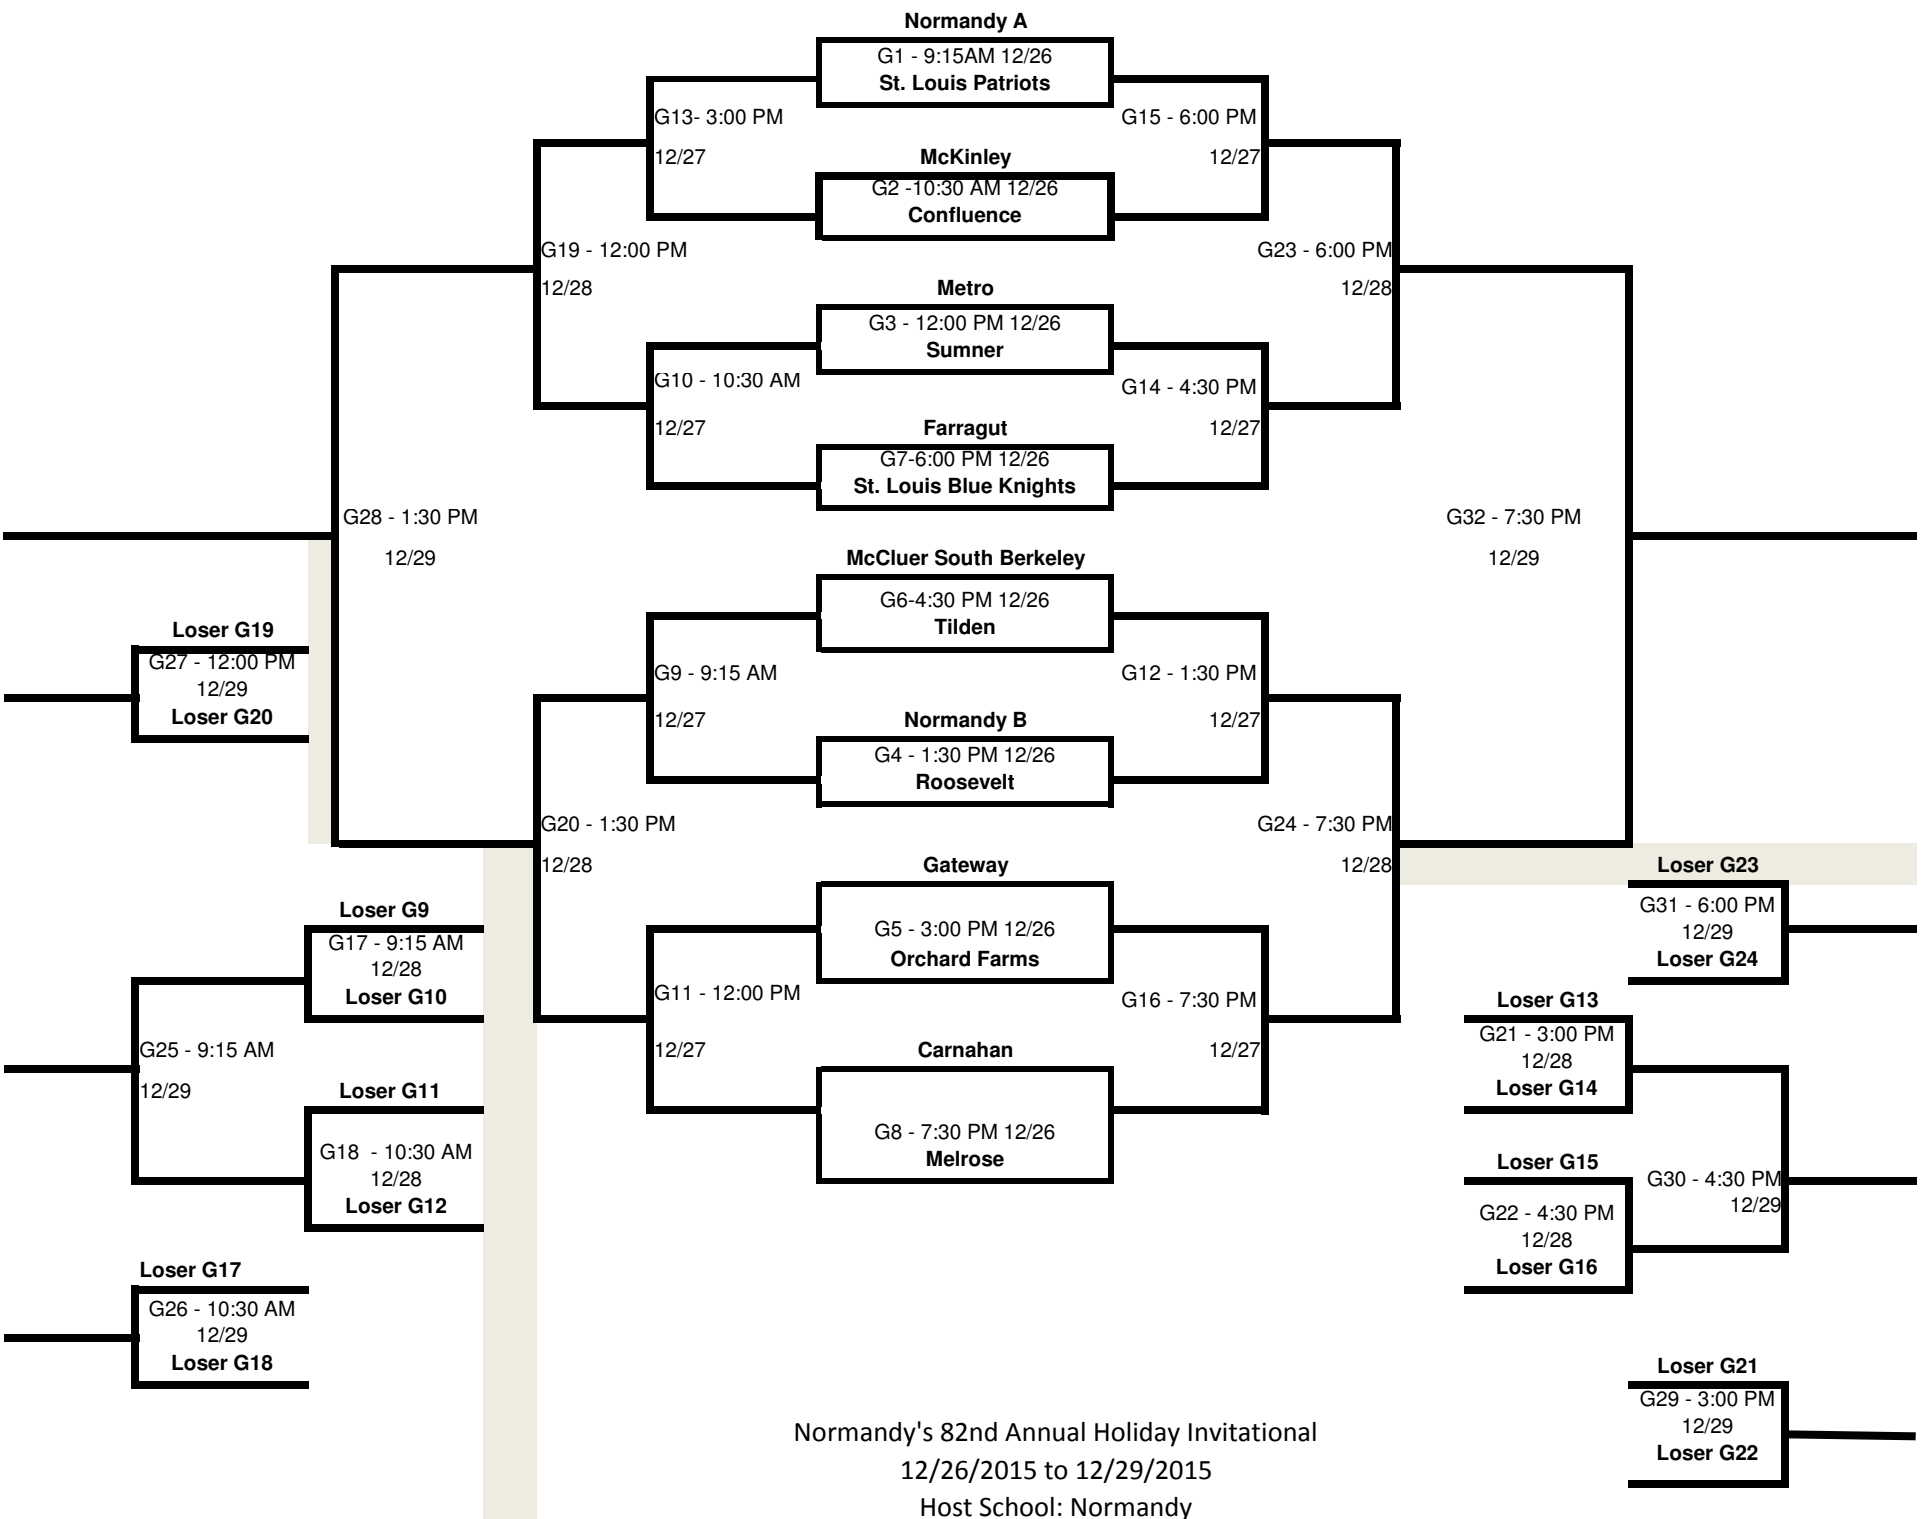 Normandy A
G1 - 9:15AM 12/26
St. Louis Patriots
G13- 3:00 PM
G15 - 6:00 PM
12/27
12/27
McKinley
G2 -10:30 AM 12/26
Confluence
G19 - 12:00 PM
G23 - 6:00 PM
12/28
12/28
Metro
G3 - 12:00 PM 12/26
Sumner
G10 - 10:30 AM
G14 - 4:30 PM
12/27
12/27
Farragut
G7-6:00 PM 12/26
St. Louis Blue Knights
G28 - 1:30 PM
G32 - 7:30 PM
12/29
12/29
McCluer South Berkeley
G6-4:30 PM 12/26
Tilden
Loser G19
G27 - 12:00 PM
12/29
Loser G20
G9 - 9:15 AM
G12 - 1:30 PM
12/27
12/27
Normandy B
G4 - 1:30 PM 12/26
Roosevelt
G20 - 1:30 PM
G24 - 7:30 PM
12/28
12/28
Gateway
G5 - 3:00 PM 12/26
Orchard Farms
Loser G23
G31 - 6:00 PM
12/29
Loser G24
Loser G9
G17 - 9:15 AM
12/28
Loser G10
G11 - 12:00 PM
G16 - 7:30 PM
12/27
12/27
Loser G13
G21 - 3:00 PM
12/28
Loser G14
G25 - 9:15 AM
12/29
Carnahan
G8 - 7:30 PM 12/26
Melrose
Loser G11
G18  - 10:30 AM
12/28
Loser G12
Loser G15
G22 - 4:30 PM
12/28
Loser G16
G30 - 4:30 PM
12/29
Loser G17
G26 - 10:30 AM
12/29
Loser G18
Loser G21
G29 - 3:00 PM
12/29
Loser G22
Normandy's 82nd Annual Holiday Invitational
12/26/2015 to 12/29/2015
Host School: Normandy